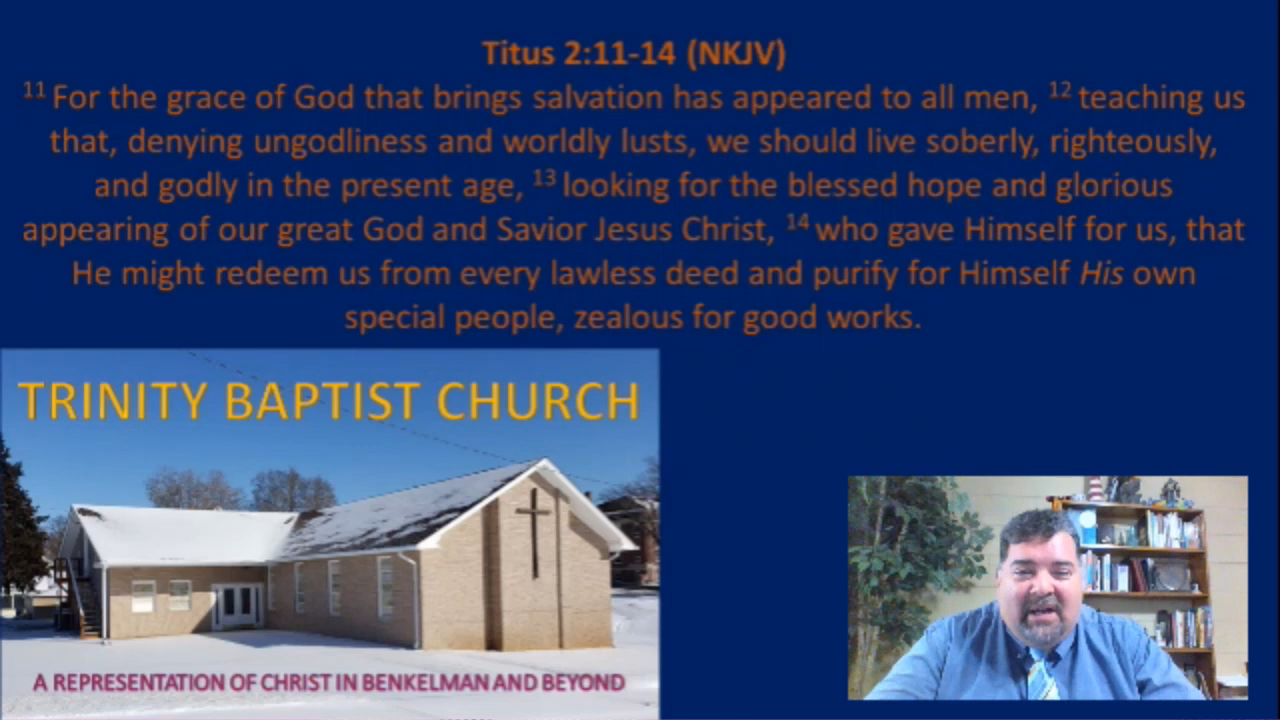 Titus 2:11-14 (NKJV)
11 For the grace of God that brings salvation has appeared to all men, 12 teaching us
that, denying ungodliness and worldly lusts, we should live soberly, righteously,
and godly in the present age, 13 looking for the blessed hope and glorious
appearing of our great God and Savior Jesus Christ, 14 who gave Himself for us, that
He might redeem us from every lawless deed and purify for Himself His own
special people, zealous for good works.
TRINITY BAPTIST CHURCH
A REPRESENTATION OF CHRIST IN BENKELMAN AND BEYOND